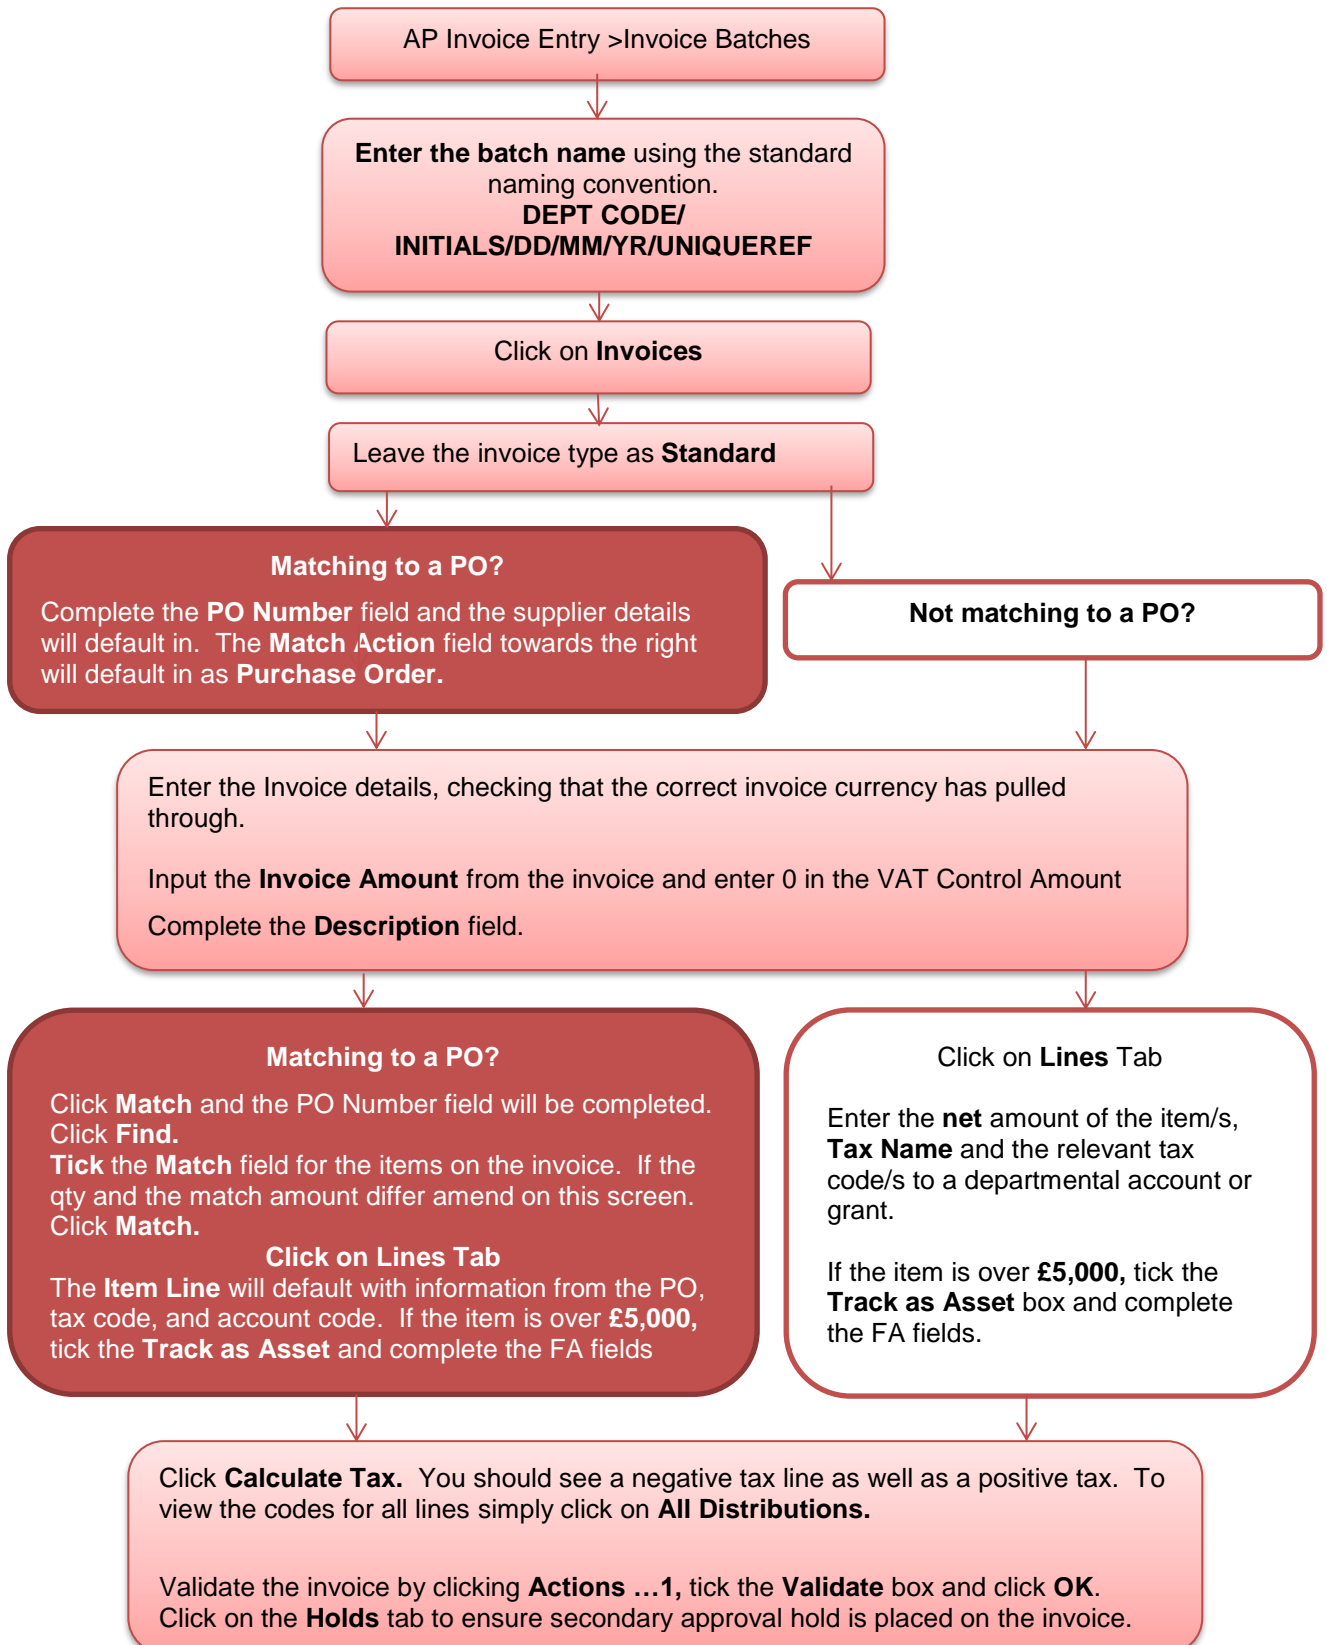 AP Invoice Entry >Invoice Batches
Enter the batch name using the standard
naming convention.
DEPT CODE/
INITIALS/DD/MM/YR/UNIQUEREF
Click on Invoices
Leave the invoice type as Standard
Matching to a PO?
Complete the PO Number field and the supplier details
will default in.  The Match Action field towards the right
will default in as Purchase Order.
Not matching to a PO?
Enter the Invoice details, checking that the correct invoice currency has pulled
through.
Input the Invoice Amount from the invoice and enter 0 in the VAT Control Amount
Complete the Description field.
Matching to a PO?
Click Match and the PO Number field will be completed.
Click Find.
Tick the Match field for the items on the invoice.  If the
qty and the match amount differ amend on this screen.
Click Match.
Click on Lines Tab
The Item Line will default with information from the PO,
tax code, and account code.  If the item is over £5,000,
tick the Track as Asset and complete the FA fields
Click on Lines Tab
Enter the net amount of the item/s,
Tax Name and the relevant tax
code/s to a departmental account or
grant.
If the item is over £5,000, tick the
Track as Asset box and complete
the FA fields.
Click Calculate Tax.  You should see a negative tax line as well as a positive tax.  To
view the codes for all lines simply click on All Distributions.
Validate the invoice by clicking Actions …1, tick the Validate box and click OK.
Click on the Holds tab to ensure secondary approval hold is placed on the invoice.